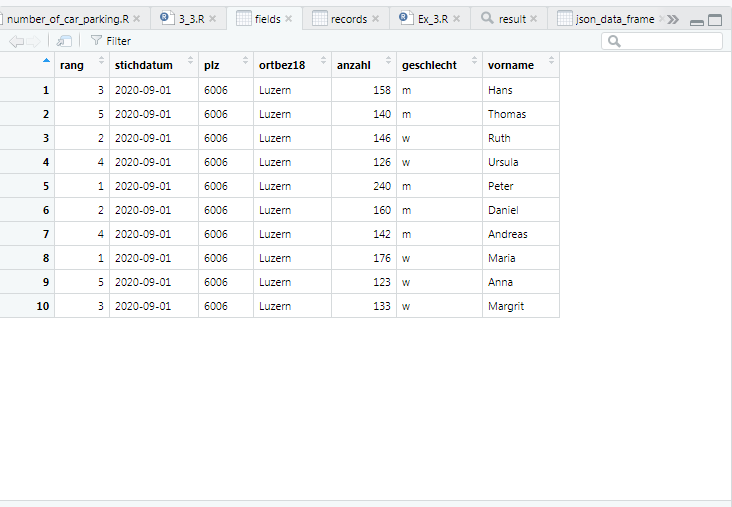 number_of_car_parking.R 3_3.R fields records Ex_3.R result json_data_frame
Filter
rang stichdatum plz ortbez18 anzahl geschlecht vorname
1 3 2020-09-01 6006 Luzern 158 m Hans
2 5 2020-09-01 6006 Luzern 140 m Thomas
3 2 2020-09-01 6006 Luzern 146 w Ruth
4 4 2020-09-01 6006 Luzern 126 w Ursula
5 1 2020-09-01 6006 Luzern 240 m Peter
6 2 2020-09-01 6006 Luzern 160 m Daniel
7 4 2020-09-01 6006 Luzern 142 m Andreas
8 1 2020-09-01 6006 Luzern 176 w Maria
9 5 2020-09-01 6006 Luzern 123 w Anna
10 3 2020-09-01 6006 Luzern 133 w Margrit